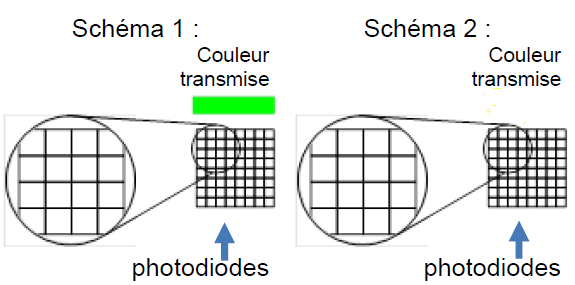 Schéma 1 :
Couleur
transmise
photodiodes
Schéma 2 :
Couleur
transmise
photodiodes